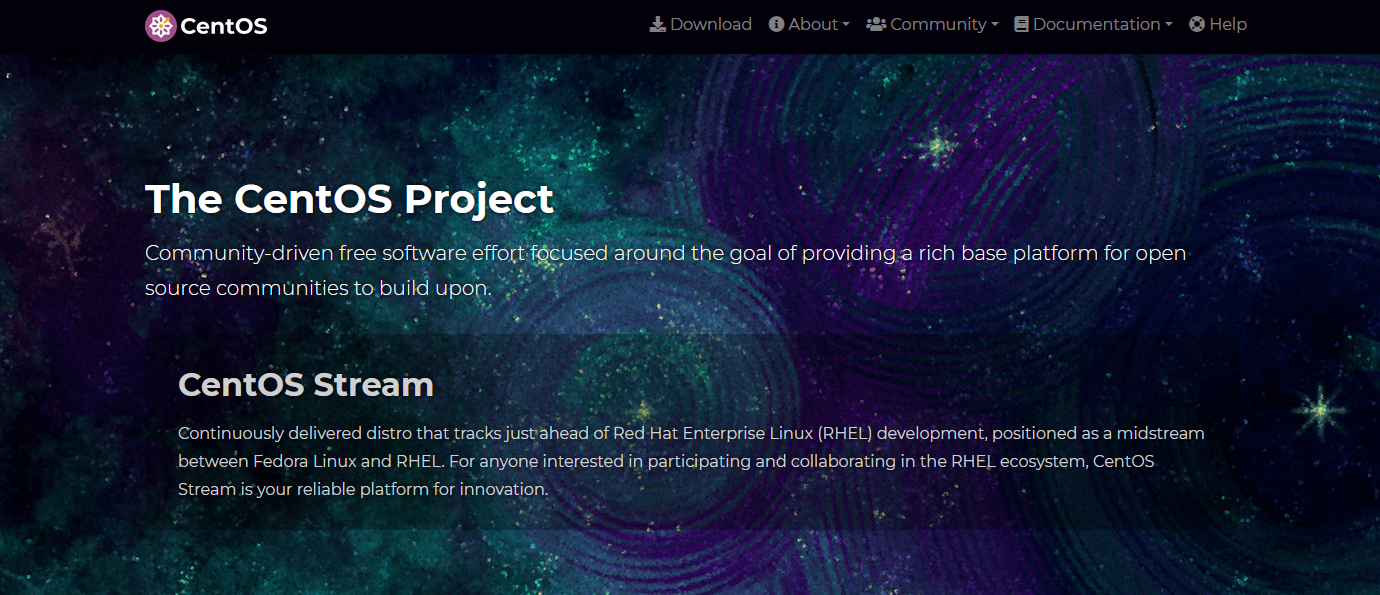 CentOS
Download About Community Documentation Help
The CentOS Project
Community-driven free software effort focused around the goal of providing a rich base platform for open
source communities to build upon.
CentOS Stream
Continuously delivered distro that tracks just ahead of Red Hat Enterprise Linux (RHEL) development, positioned as a midstream
between Fedora Linux and RHEL. For anyone interested in participating and collaborating in the RHEL ecosystem, CentOS
Stream is your reliable platform for innovation.